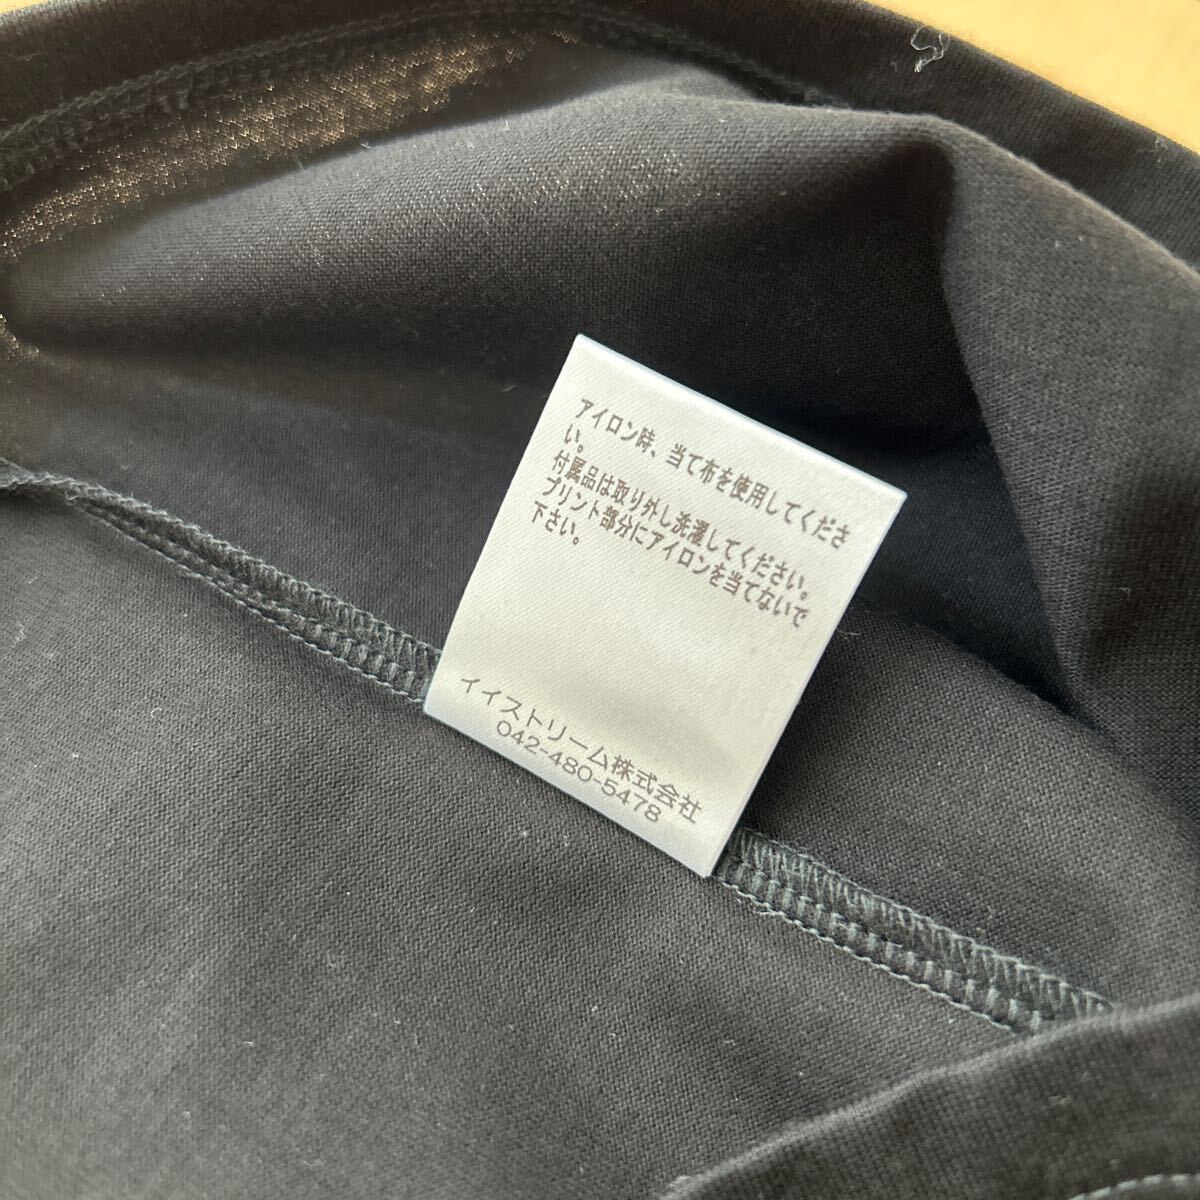 アイロン時、当て布を使用してくださ
い。
付属品は取り外し洗濯してください。
プリント部分にアイロンを当てないで
下さい。
イイストリーム株式会社
042-480-5478